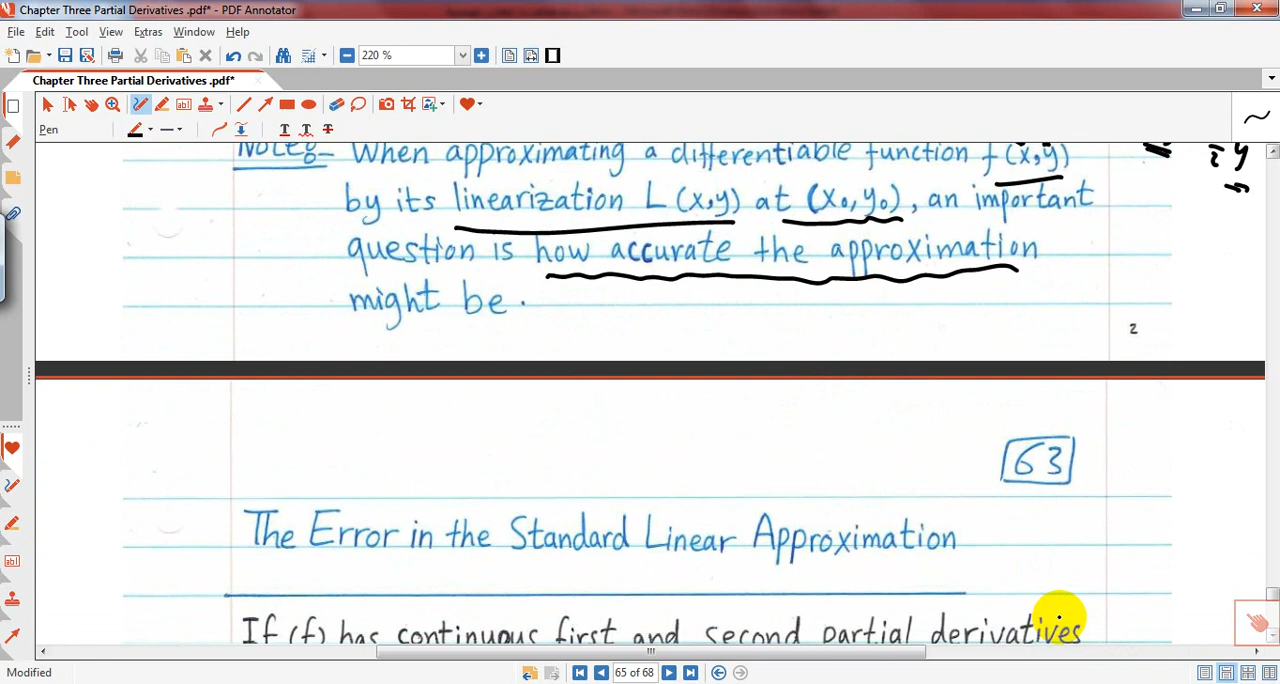 Chapter Three Partial Derivatives .pdf* - PDF Annotator
File Edit Tool View Extras Window Help
220 %
Chapter Three Partial Derivatives .pdf*
Pen
Note:- When approximating a differentiable function f(x,y)
by its linearization L(x,y) at (x₀,y₀), an important
question is how accurate the approximation
might be.
2
63
The Error in the Standard Linear Approximation
If (f) has continuous first and second partial derivatives
Modified
65 of 68